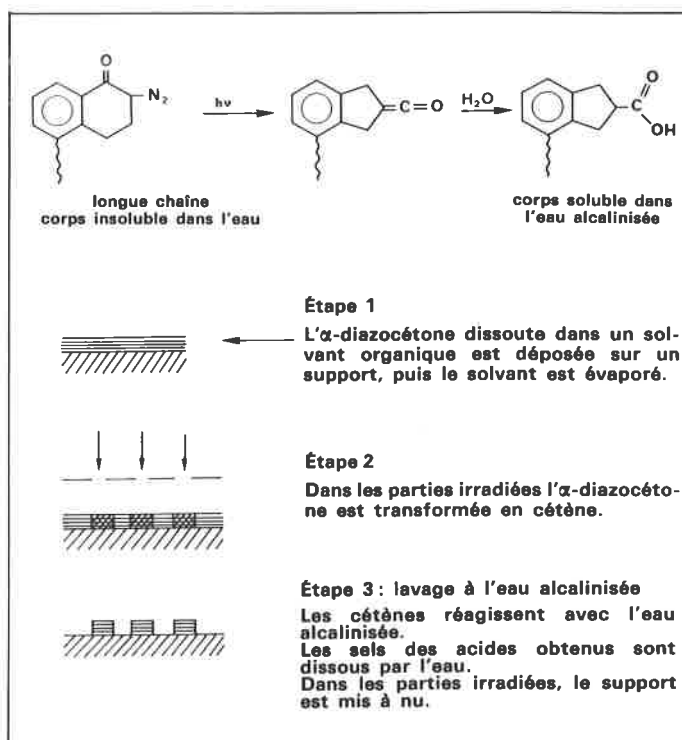 O
N₂
hν
C=O
H₂O
C
O
OH
longue chaîne
corps insoluble dans l'eau
corps soluble dans
l'eau alcalinisée
Étape 1
L'α-diazocétone dissoute dans un sol-
vant organique est déposée sur un
support, puis le solvant est évaporé.
Étape 2
Dans les parties irradiées l'α-diazocéto-
ne est transformée en cétène.
Étape 3 : lavage à l'eau alcalinisée
Les cétènes réagissent avec l'eau
alcalinisée.
Les sels des acides obtenus sont
dissous par l'eau.
Dans les parties irradiées, le support
est mis à nu.